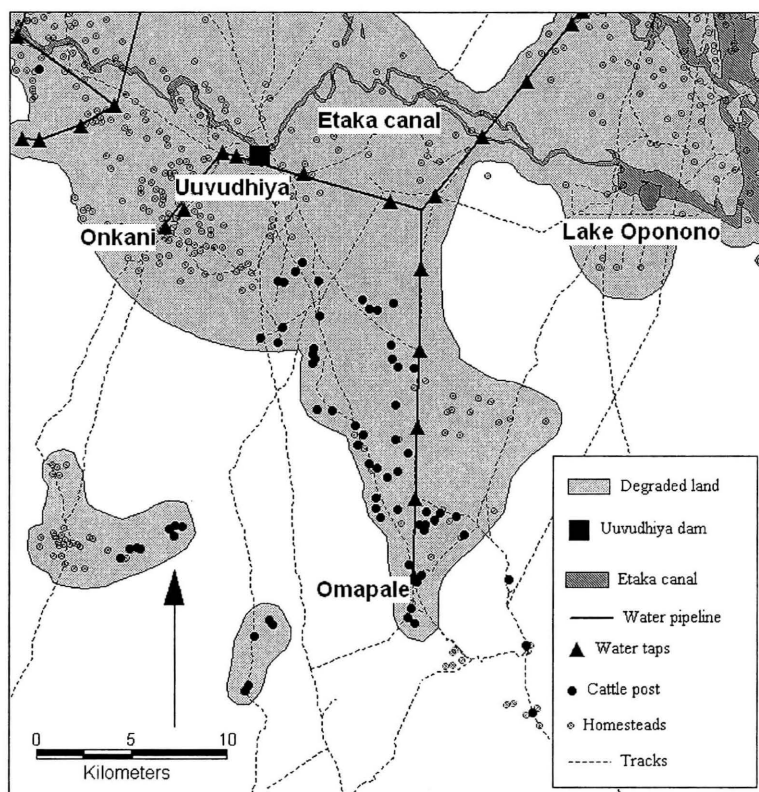 Etaka canal
Uuvudhiya
Onkani
Lake Oponono
Omapale
Degraded land
Uuvudhiya dam
Etaka canal
Water pipeline
Water taps
Cattle post
Homesteads
Tracks
0 5 10
Kilometers